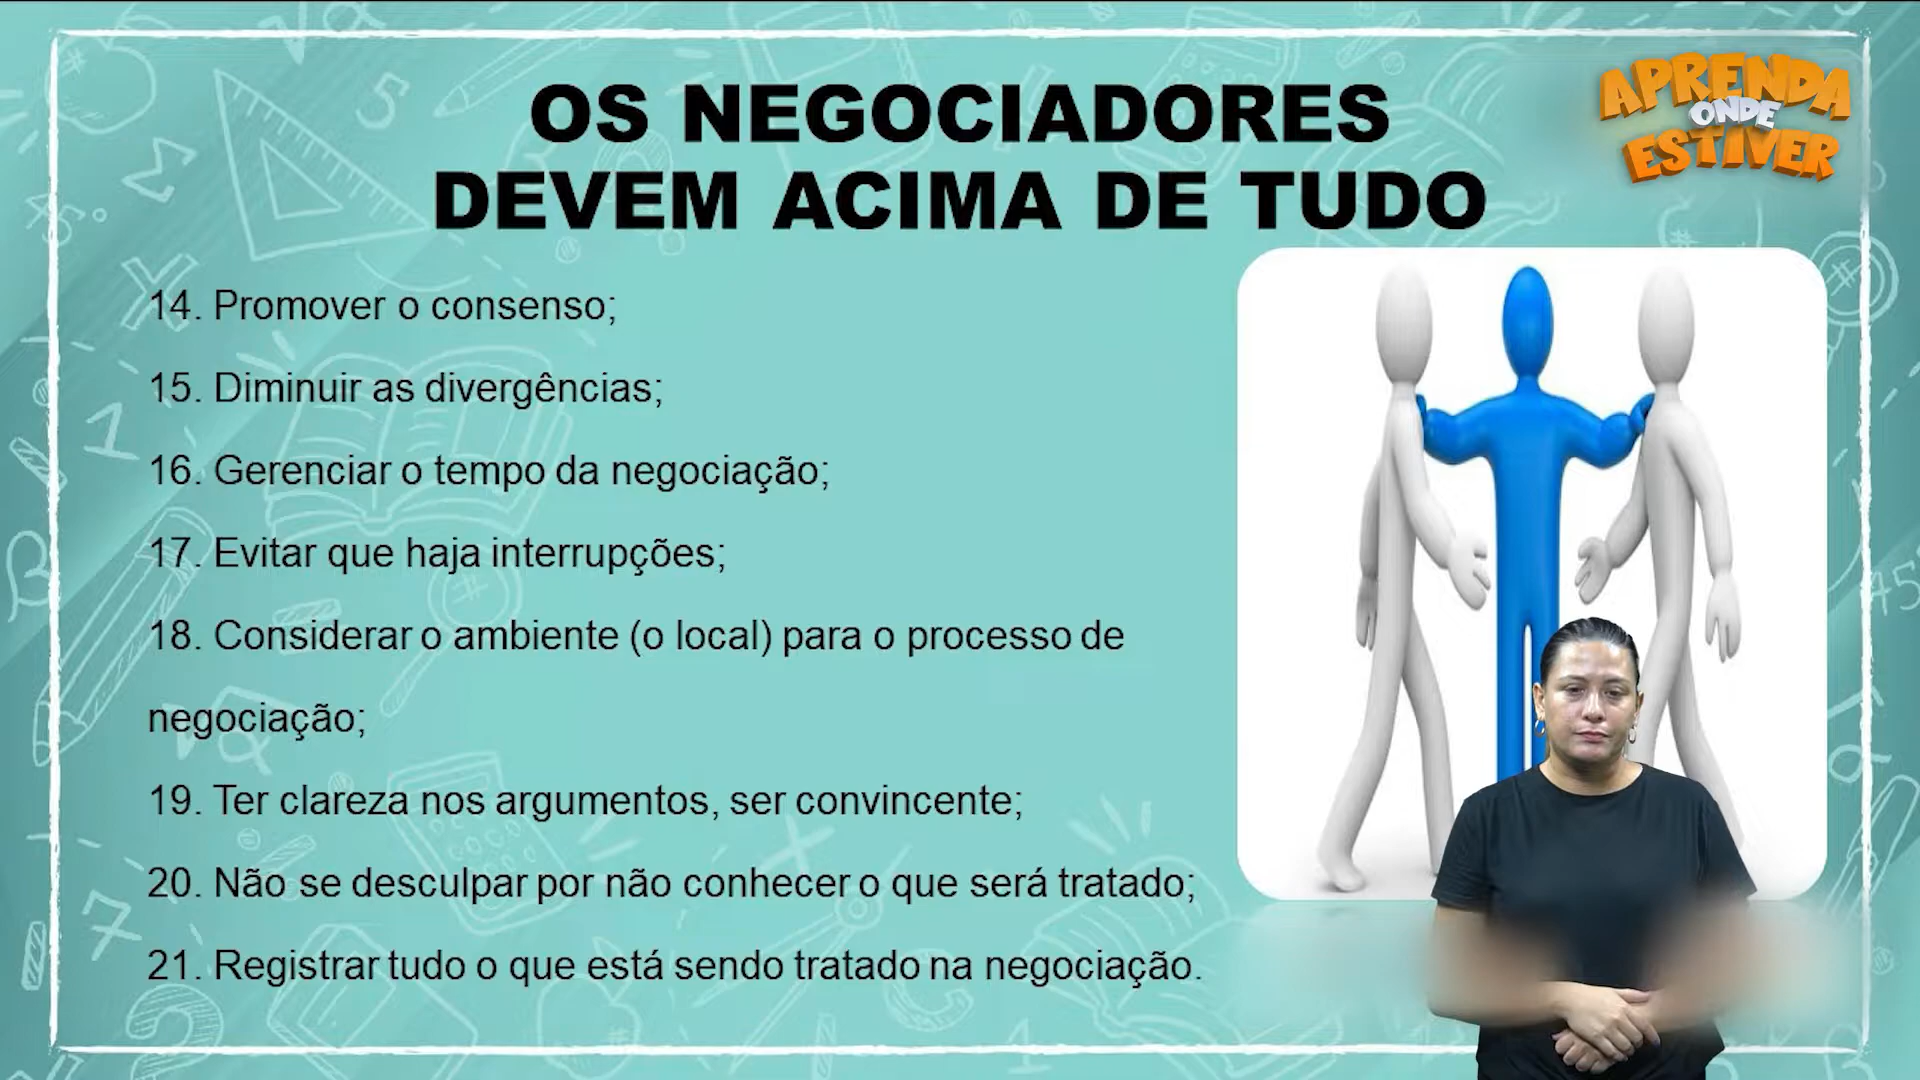 APRENDA
ONDE
ESTIVER
OS NEGOCIADORES
DEVEM ACIMA DE TUDO
14. Promover o consenso;
15. Diminuir as divergências;
16. Gerenciar o tempo da negociação;
17. Evitar que haja interrupções;
18. Considerar o ambiente (o local) para o processo de
negociação;
19. Ter clareza nos argumentos, ser convincente;
20. Não se desculpar por não conhecer o que será tratado;
21. Registrar tudo o que está sendo tratado na negociação.